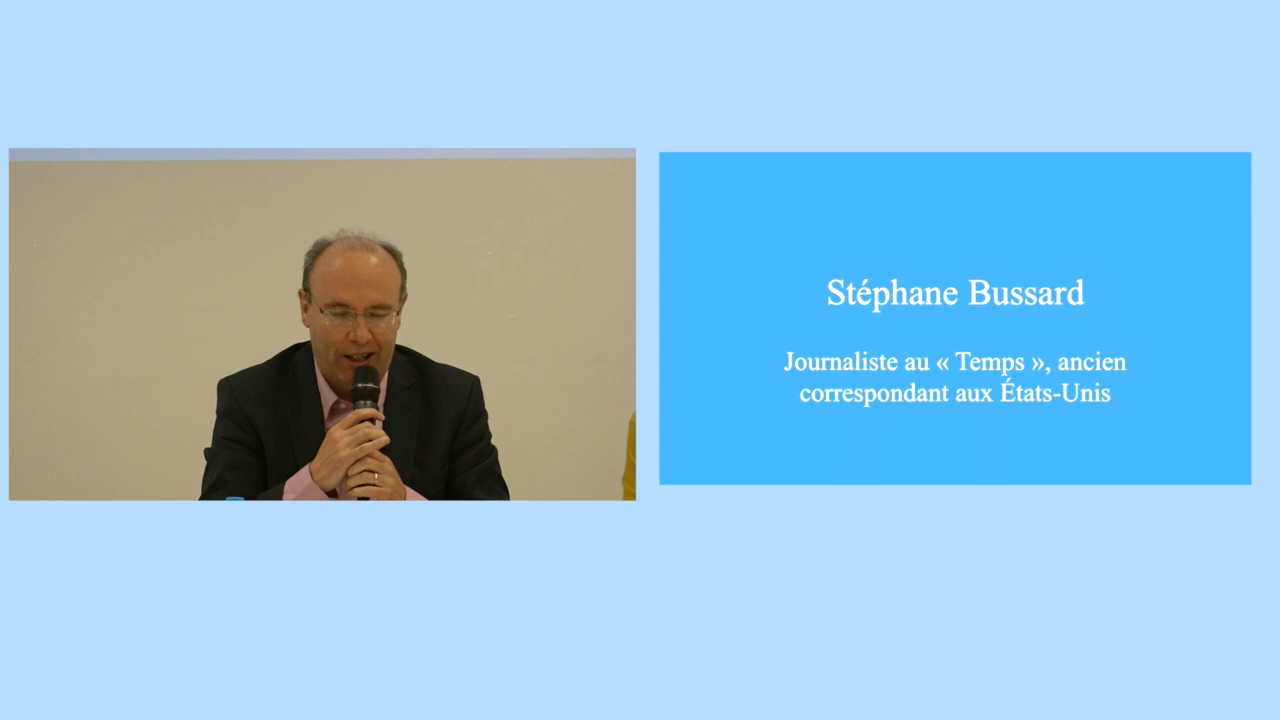 Stéphane Bussard
Journaliste au « Temps », ancien
correspondant aux États-Unis